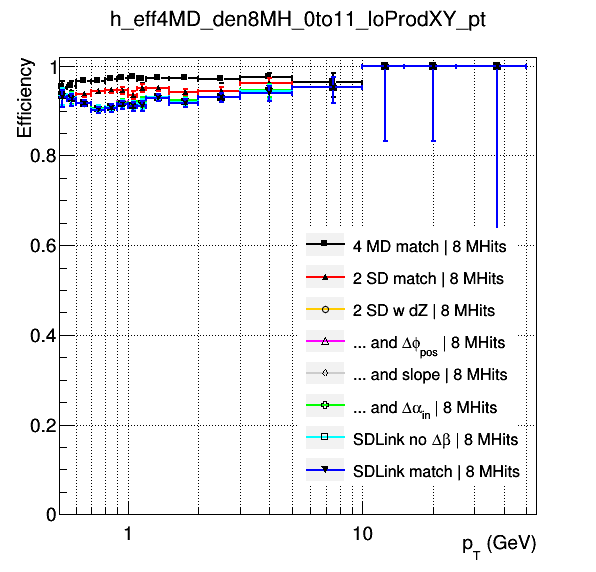 h_eff4MD_den8MH_0to11_loProdXY_pt
Efficiency
1
0.8
0.6
0.4
0.2
0
4 MD match | 8 MHits
2 SD match | 8 MHits
2 SD w dZ | 8 MHits
... and Δϕpos | 8 MHits
... and slope | 8 MHits
... and Δαin | 8 MHits
SDLink no Δβ | 8 MHits
SDLink match | 8 MHits
1
10
pT (GeV)